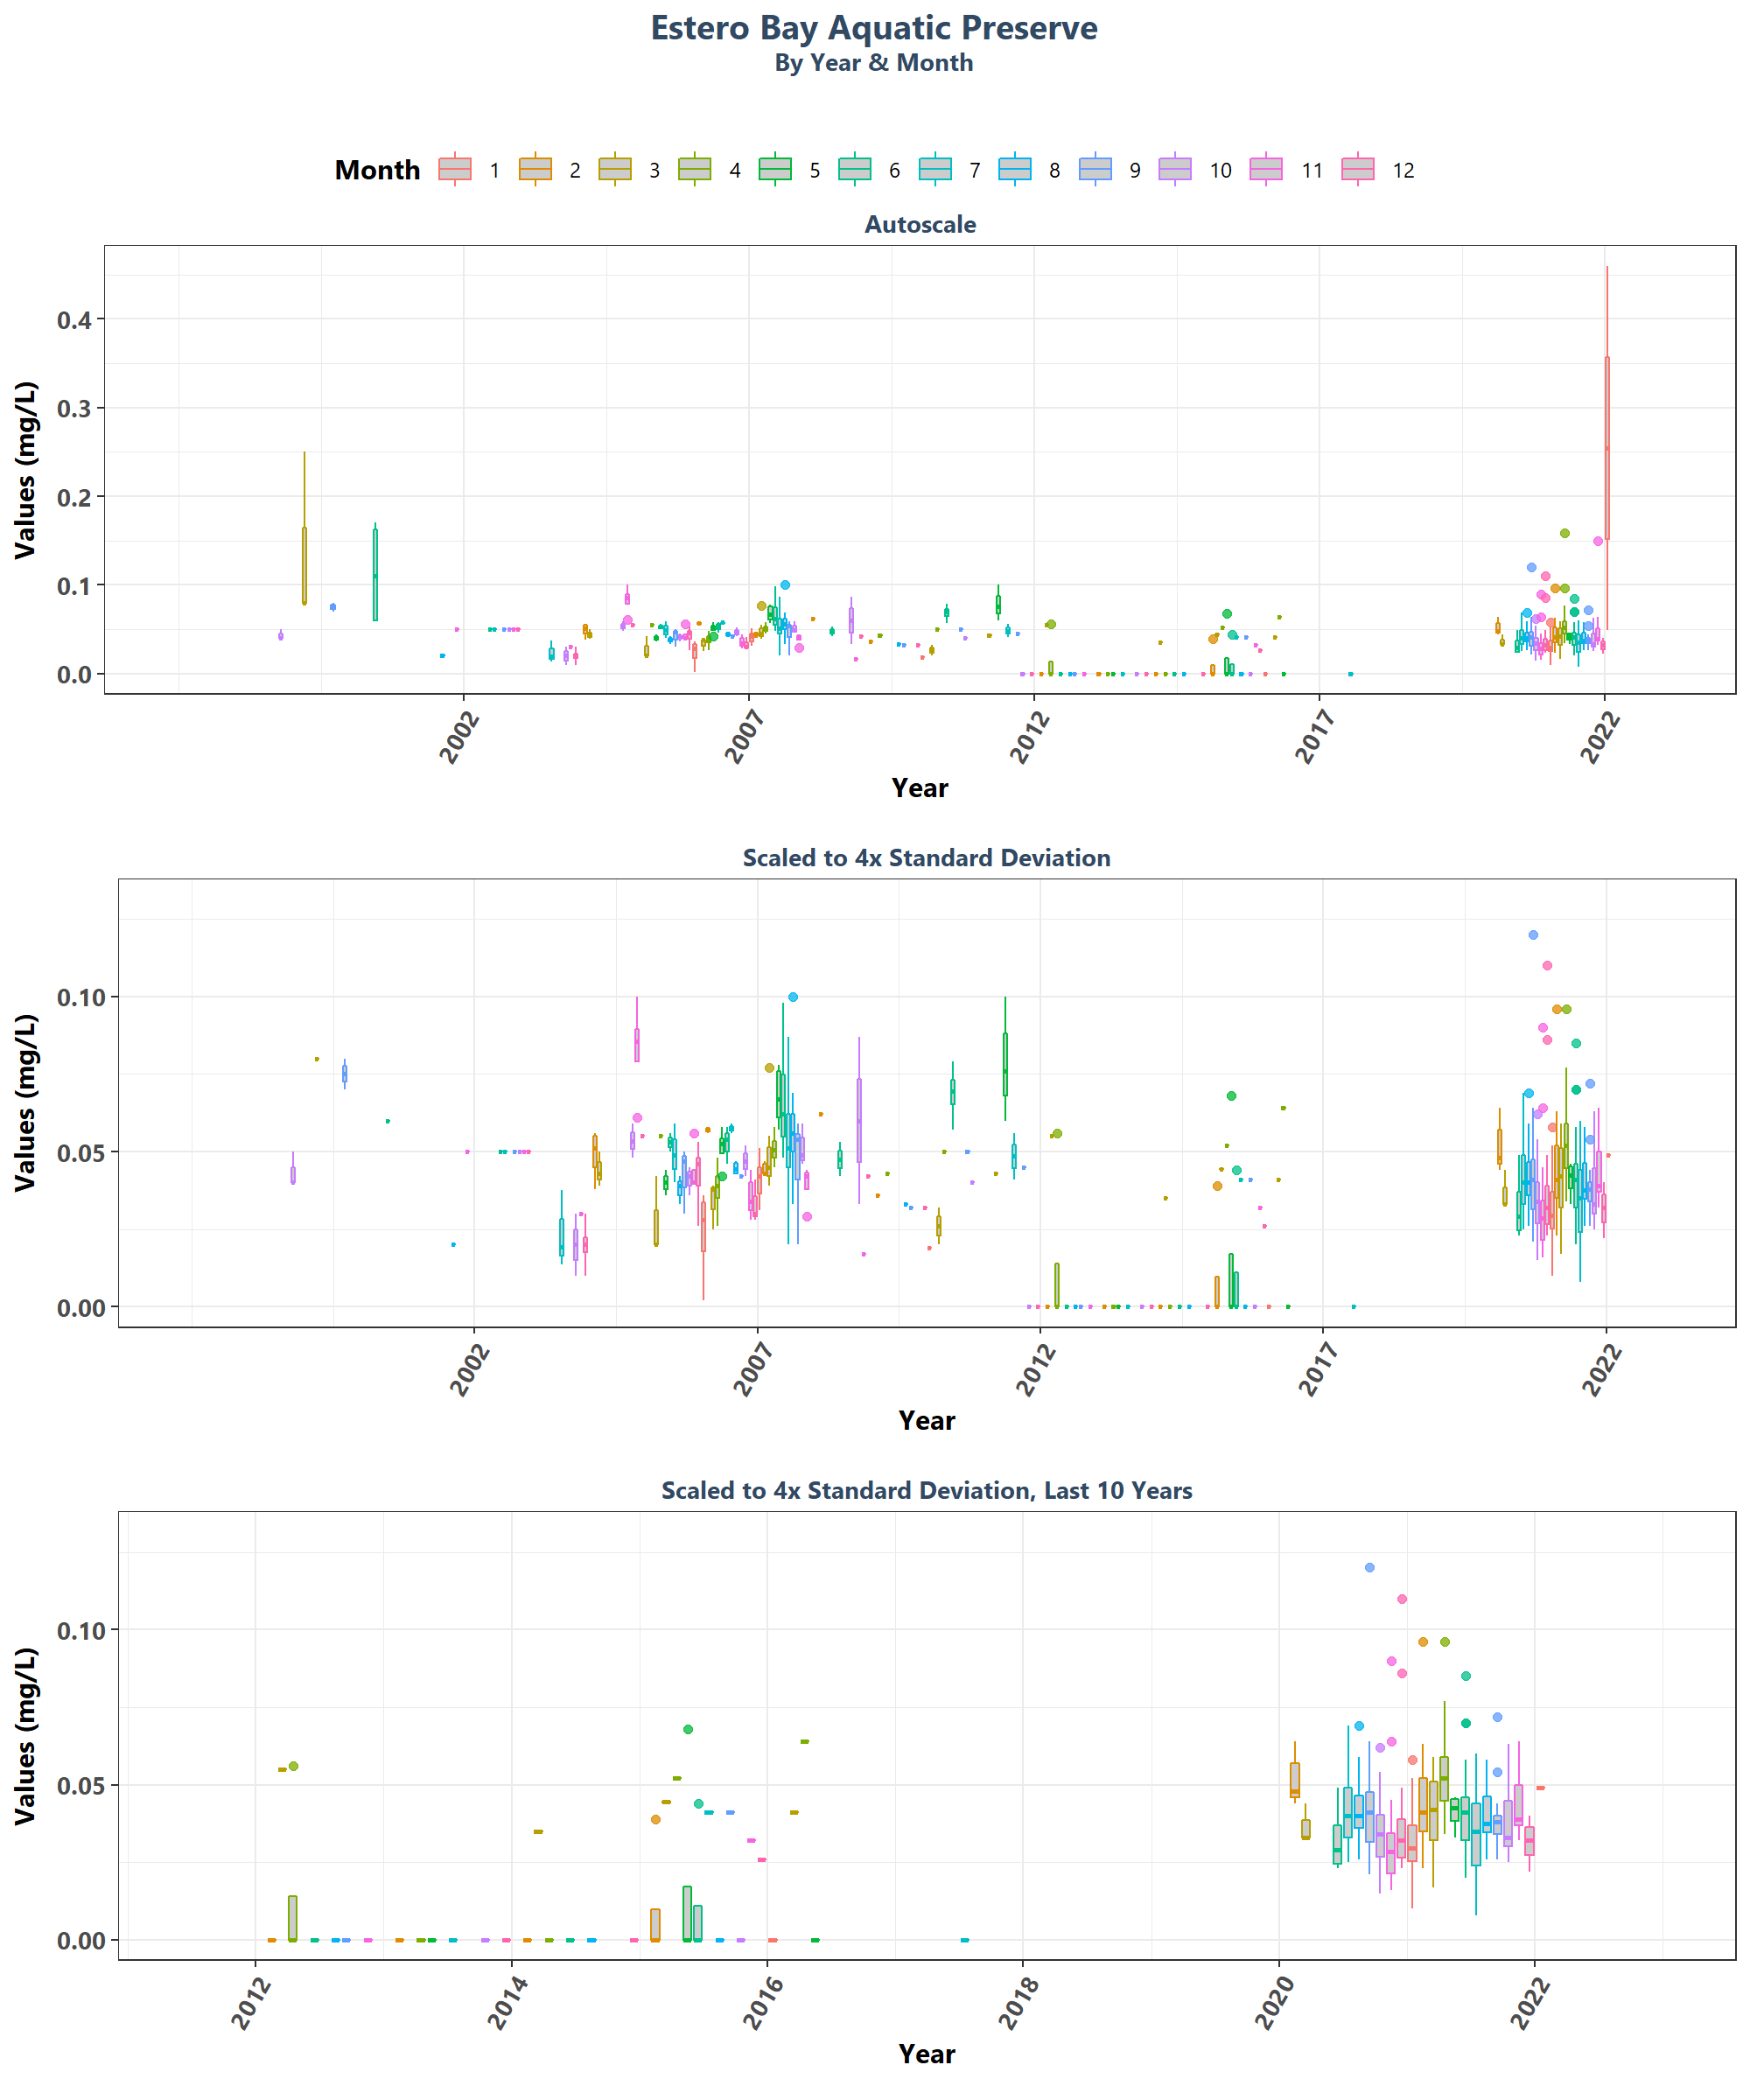 Estero Bay Aquatic Preserve
By Year & Month
Month 1 2 3 4 5 6 7 8 9 10 11 12
Autoscale
Values (mg/L)
0.4
0.3
0.2
0.1
0.0
2002 2007 2012 2017 2022
Year
Scaled to 4x Standard Deviation
Values (mg/L)
0.10
0.05
0.00
2002 2007 2012 2017 2022
Year
Scaled to 4x Standard Deviation, Last 10 Years
Values (mg/L)
0.10
0.05
0.00
2012 2014 2016 2018 2020 2022
Year